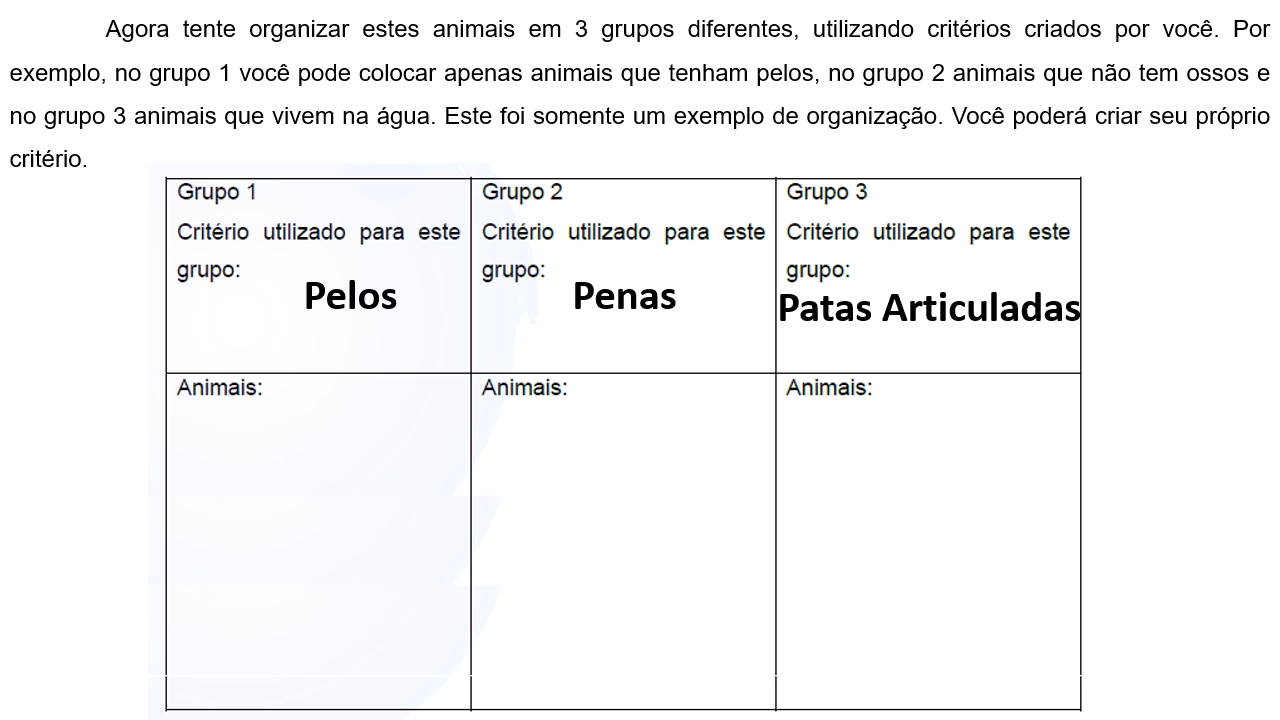 Agora tente organizar estes animais em 3 grupos diferentes, utilizando critérios criados por você. Por
exemplo, no grupo 1 você pode colocar apenas animais que tenham pelos, no grupo 2 animais que não tem ossos e
no grupo 3 animais que vivem na água. Este foi somente um exemplo de organização. Você poderá criar seu próprio
critério.
Grupo 1
Critério utilizado para este
grupo:
Pelos
Grupo 2
Critério utilizado para este
grupo:
Penas
Grupo 3
Critério utilizado para este
grupo:
Patas Articuladas
Animais:
Animais:
Animais: